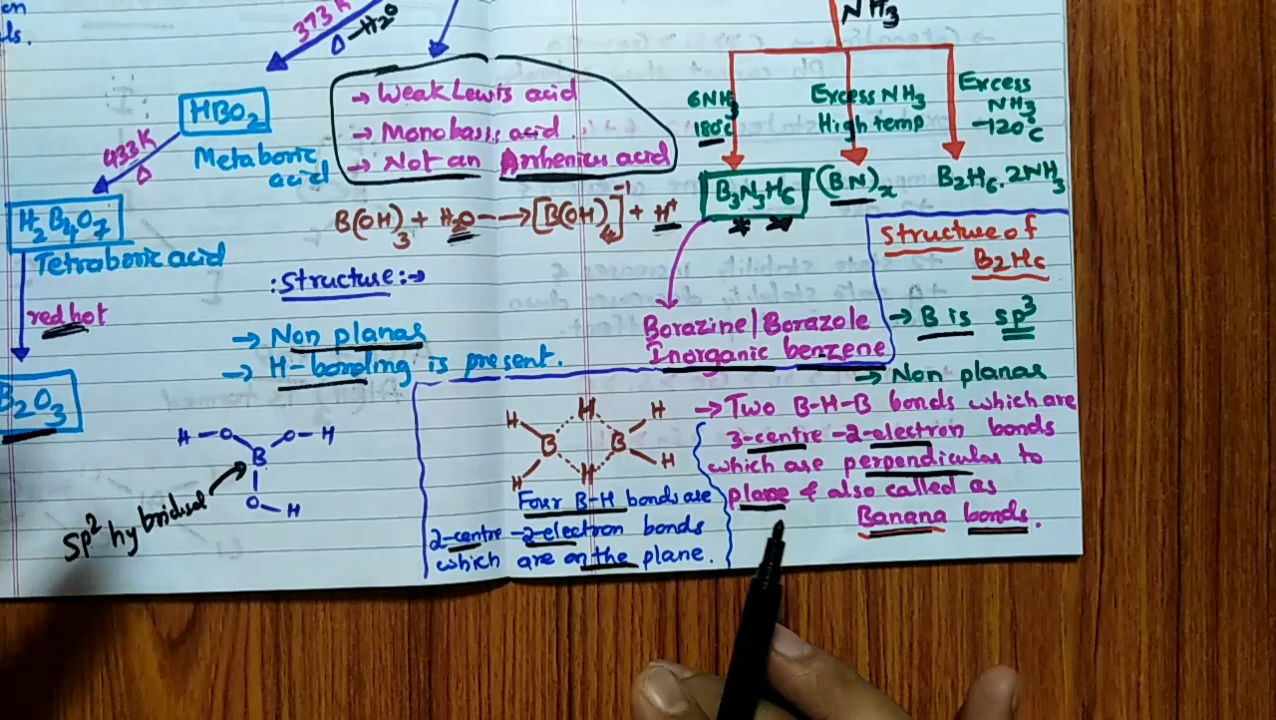 en
ls.
373K
Δ -H2O
HBO2
Metaboric
acid
433K
Δ
H2B4O7
Tetraboric acid
red hot
B2O3
→ Weak Lewis acid
→ Monobasic acid
→ Not an Arrhenius acid
B(OH)3 + H2O → [B(OH)4]-1 + H+
:Structure:→
→ Non planar
→ H-bonding is present.
H-O O-H
B
O-H
sp2 hybridised
NH3
6NH3
180°C
Excess NH3
High temp
Excess
NH3
-120°C
B3N3H6
(BN)x
B2H6.2NH3
Borazine/Borazole
Inorganic benzene
Structure of
B2H6
→ B is sp3
→ Non planar
→ Two B-H-B bonds which are
3-centre-2-electron bonds
which are perpendicular to
plane & also called as
Banana bonds.
H H H
B B
H H H
Four B-H bonds are
2-centre-2-electron bonds
which are on the plane.